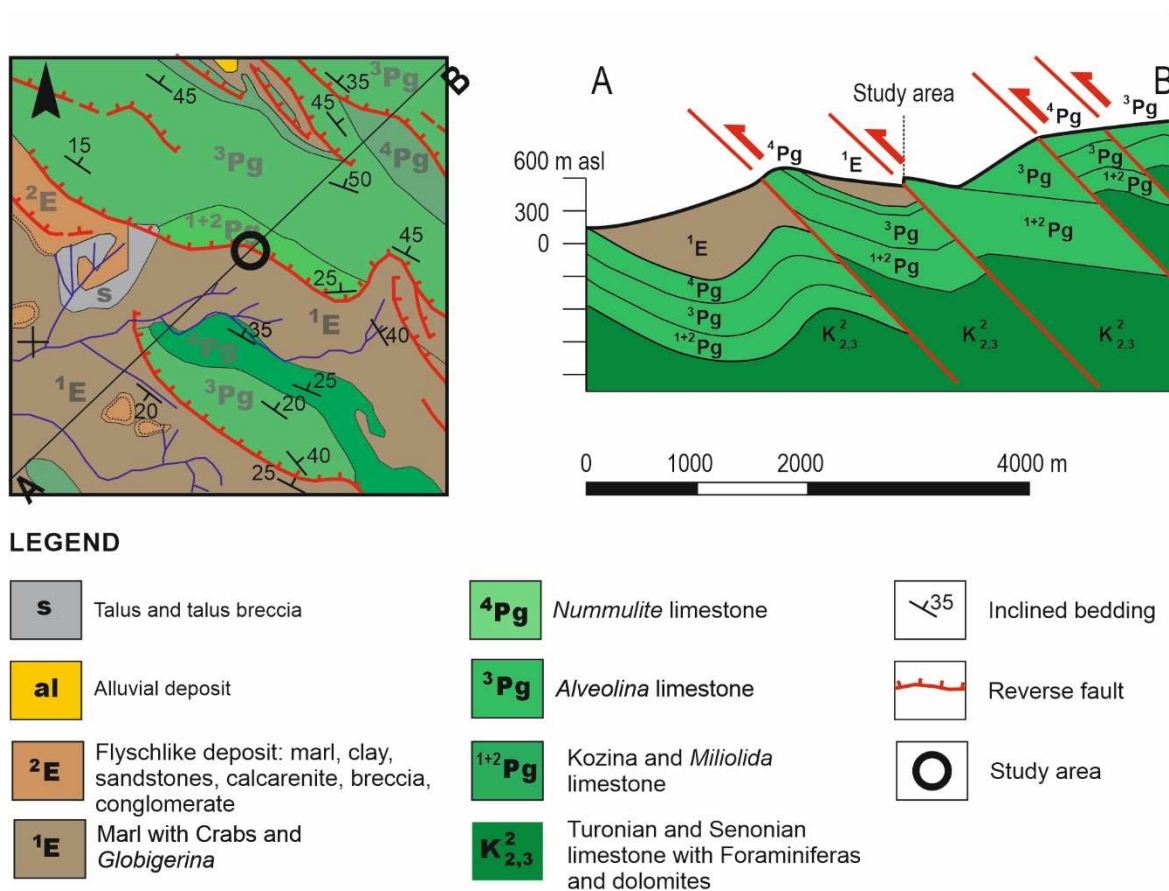 3Pg
35
3Pg
B
45
45
4Pg
15
3Pg
50
2E
1+2Pg
45
s
25
1E
35
40
4Pg
1E
25
3Pg
20
20
40
25
A
A
Study area
B
4Pg
3Pg
4Pg
1E
600 m asl
3Pg
3Pg
1+2Pg
300
3Pg
1+2Pg
0
1E
1+2Pg
4Pg
3Pg
K 2 2,3
K 2 2,3
K 2 2,3
1+2Pg
0 1000 2000 4000 m
LEGEND
s Talus and talus breccia
al Alluvial deposit
2E Flyschlike deposit: marl, clay,
sandstones, calcarenite, breccia,
conglomerate
1E Marl with Crabs and
Globigerina
4Pg Nummulite limestone
3Pg Alveolina limestone
1+2Pg Kozina and Miliolida
limestone
K 2 2,3 Turonian and Senonian
limestone with Foraminiferas
and dolomites
35 Inclined bedding
Reverse fault
Study area